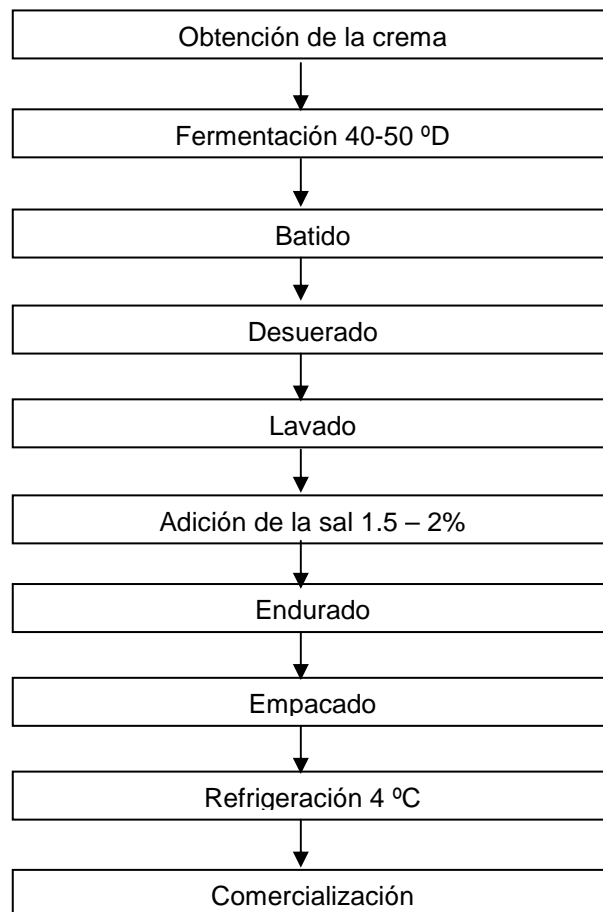 Obtención de la crema
Fermentación 40-50 ºD
Batido
Desuerado
Lavado
Adición de la sal 1.5 – 2%
Endurado
Empacado
Refrigeración 4 ºC
Comercialización